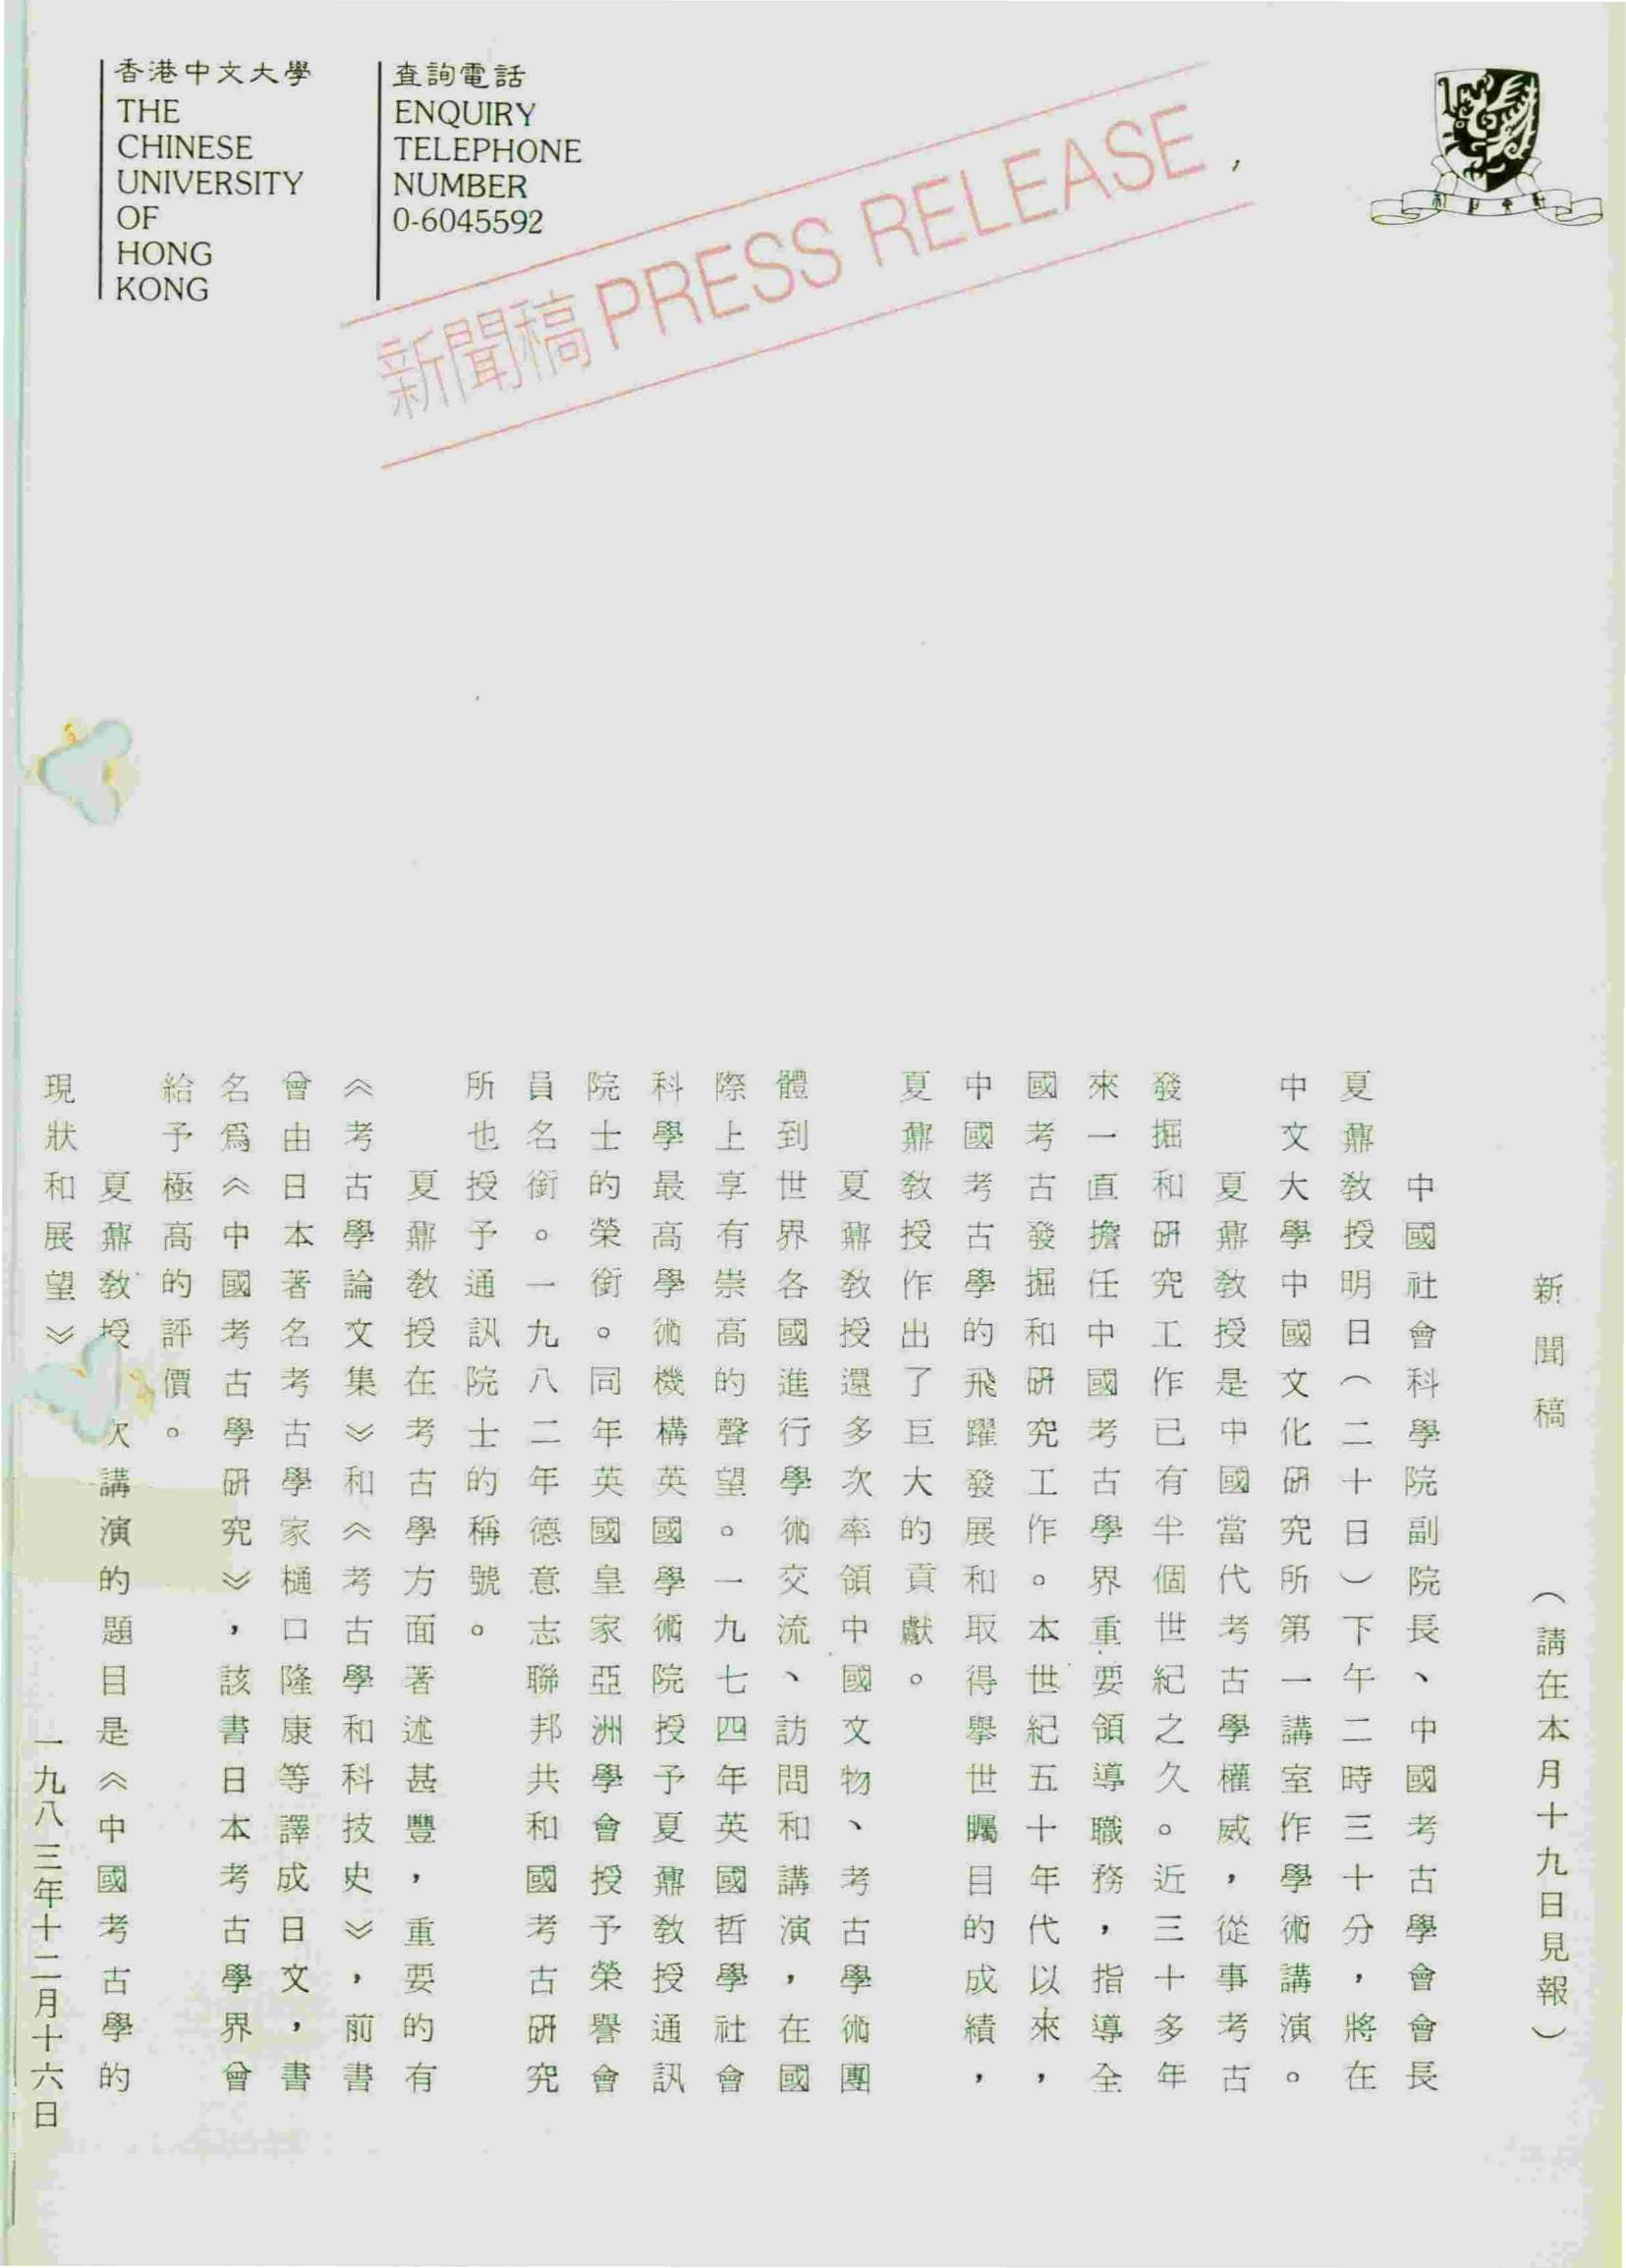 香港中文大學
THE
CHINESE
UNIVERSITY
OF
HONG
KONG
查詢電話
ENQUIRY
TELEPHONE
NUMBER
0-6045592
新聞稿 PRESS RELEASE
新聞稿 （請在本月十九日見報）
中國社會科學院副院長、中國考古學會會長
夏鼐教授明日（二十日）下午二時三十分，將在
中文大學中國文化研究所第一講室作學術講演。
夏鼐教授是中國當代考古學權威，從事考古
發掘和研究工作已有半個世紀之久。近三十多年
來一直擔任中國考古學界重要領導職務，指導全
國考古發掘和研究工作。本世紀五十年代以來，
中國考古學的飛躍發展和取得舉世矚目的成績，
夏鼐教授作出了巨大的貢獻。
夏鼐教授還多次率領中國文物、考古學術團
體到世界各國進行學術交流、訪問和講演，在國
際上享有崇高的聲望。一九七四年英國哲學社會
科學最高學術機構英國學術院授予夏鼐教授通訊
院士的榮銜。同年英國皇家亞洲學會授予榮譽會
員名銜。一九八二年德意志聯邦共和國考古研究
所也授予通訊院士的稱號。
夏鼐教授在考古學方面著述甚豐，重要的有
《考古學論文集》和《考古學和科技史》，前書
曾由日本著名考古學家樋口隆康等譯成日文，書
名爲《中國考古學研究》，該書日本考古學界曾
給予極高的評價。
夏鼐教授 次講演的題目是《中國考古學的
現狀和展望》
一九八三年十二月十六日